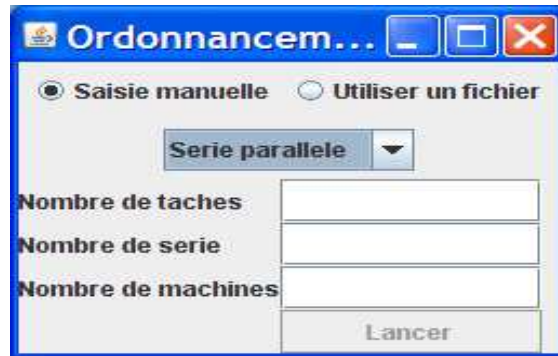 Ordonnancem...
Saisie manuelle Utiliser un fichier
Serie parallele
Nombre de taches
Nombre de serie
Nombre de machines
Lancer